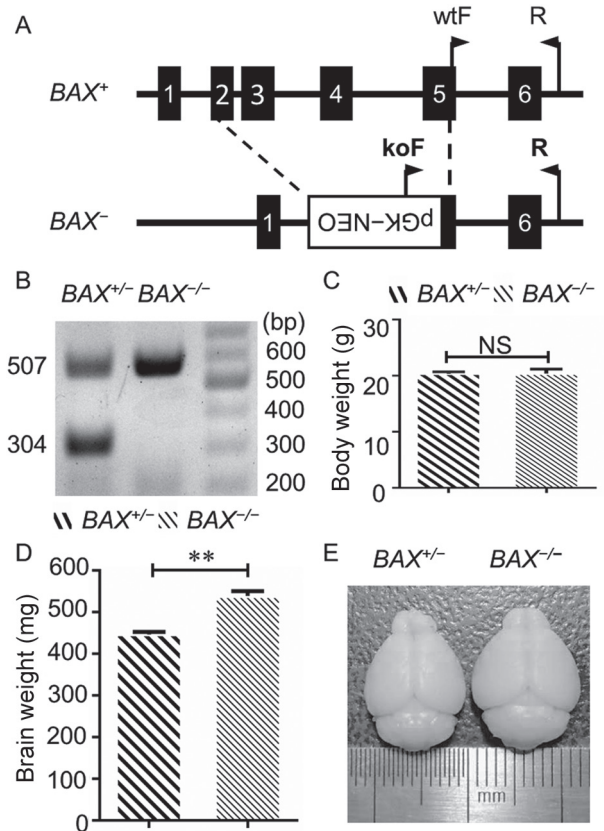 A
wtF R
BAX+
1 2 3 4 5 6
koF R
BAX−
1 pGK−NEO 6
B
BAX+/− BAX−/−
(bp)
507
304
600
500
400
300
200
C
BAX+/− BAX−/−
Body weight (g)
30
20
10
0
NS
BAX+/− BAX−/−
D
Brain weight (mg)
600
500
400
300
200
100
0
**
E
BAX+/− BAX−/−
mm